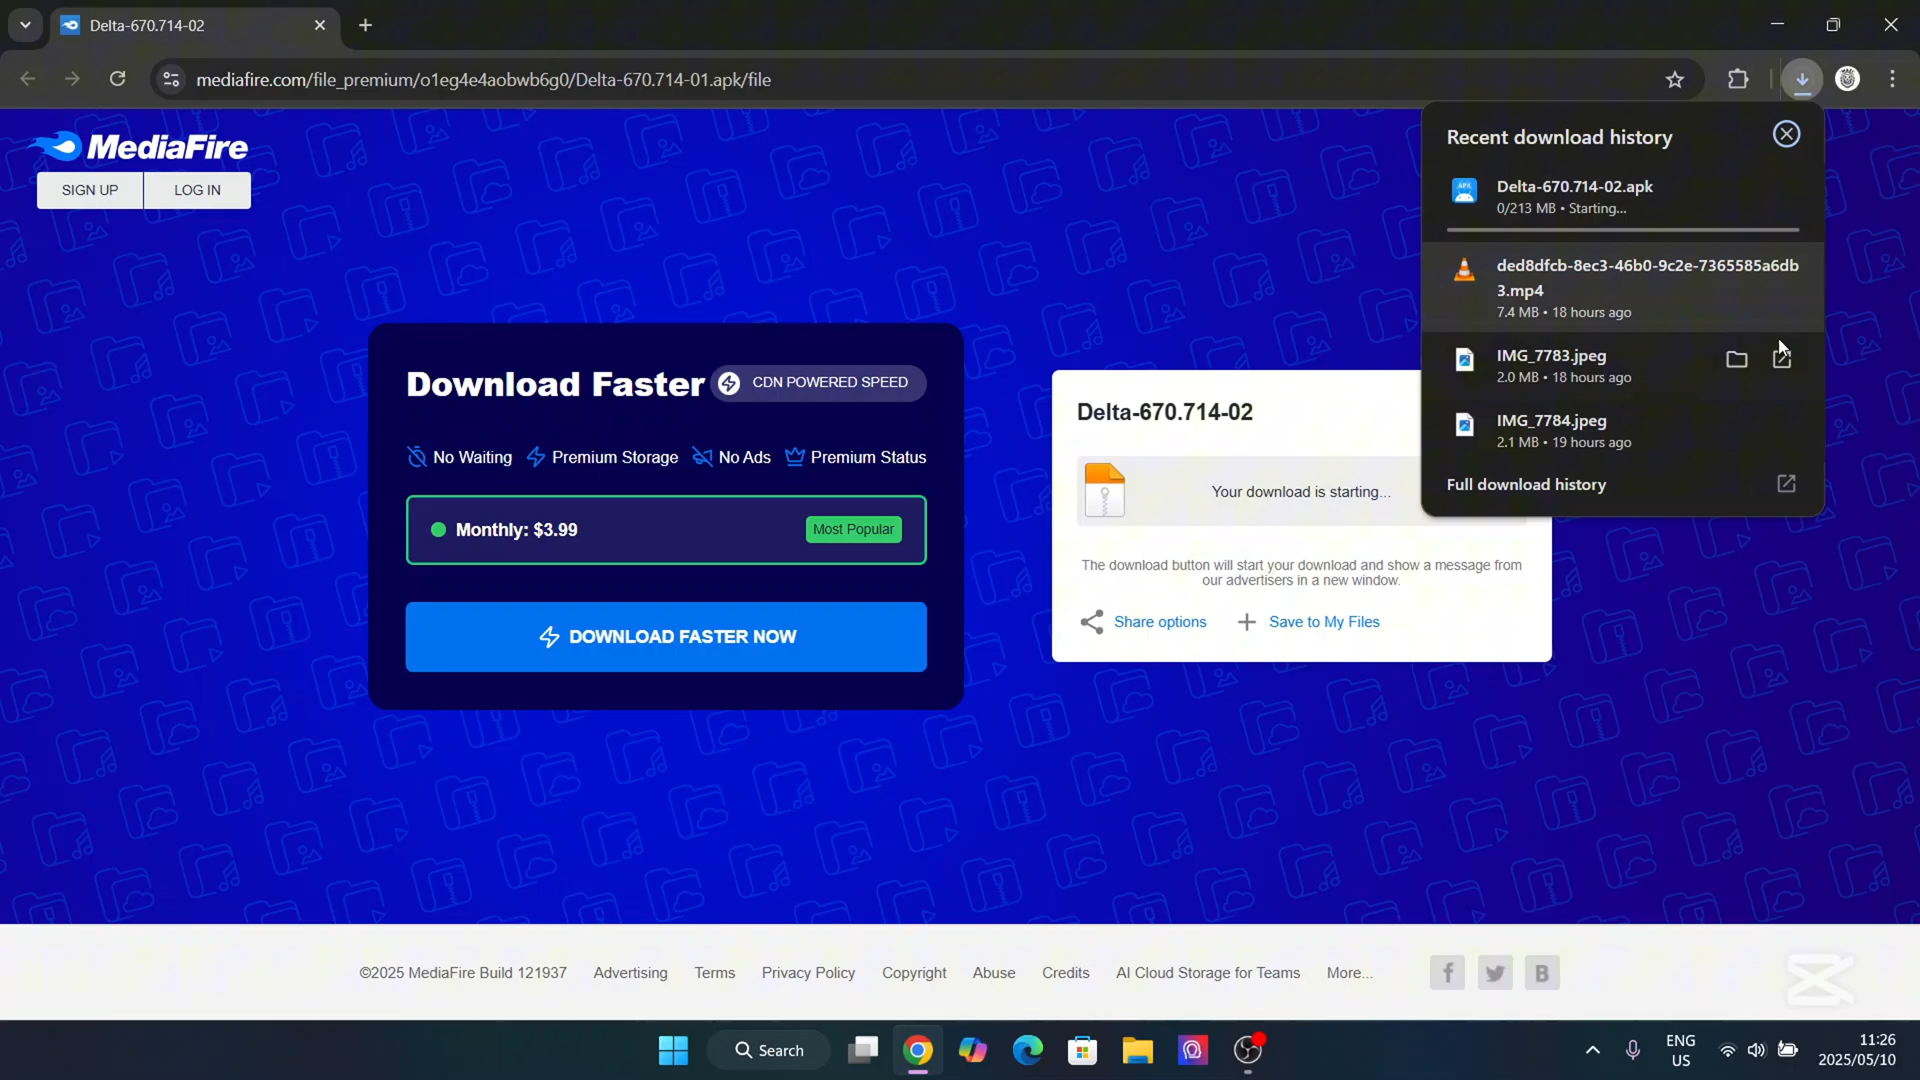 Delta-670.714-02
mediafire.com/file_premium/o1eg4e4aobwb6g0/Delta-670.714-01.apk/file
MediaFire
SIGN UP
LOG IN
Recent download history
APK
Delta-670.714-02.apk
0/213 MB • Starting...
ded8dfcb-8ec3-46b0-9c2e-7365585a6db
3.mp4
7.4 MB • 18 hours ago
IMG_7783.jpeg
2.0 MB • 18 hours ago
IMG_7784.jpeg
2.1 MB • 19 hours ago
Full download history
Download Faster
CDN POWERED SPEED
No Waiting
Premium Storage
No Ads
Premium Status
Monthly: $3.99
Most Popular
DOWNLOAD FASTER NOW
Delta-670.714-02
Your download is starting...
The download button will start your download and show a message from
our advertisers in a new window.
Share options
Save to My Files
©2025 MediaFire Build 121937
Advertising
Terms
Privacy Policy
Copyright
Abuse
Credits
AI Cloud Storage for Teams
More...
f
B
Search
ENG
US
11:26
2025/05/10